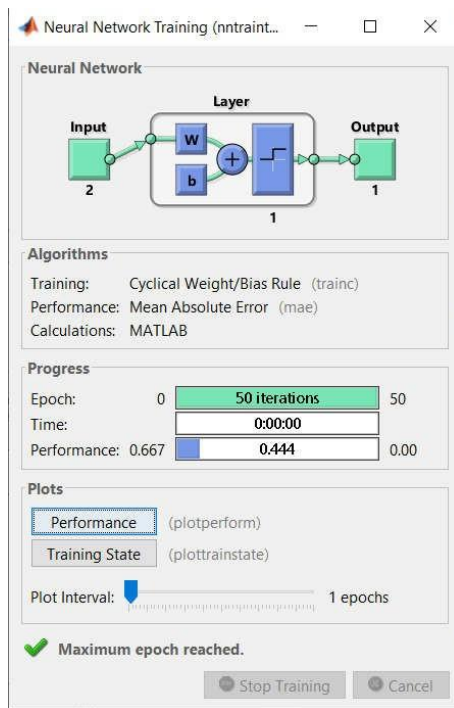 Neural Network Training (nntraint...
Neural Network
Layer
Input
Output
W
b
+
2
1
1
Algorithms
Training: Cyclical Weight/Bias Rule (trainc)
Performance: Mean Absolute Error (mae)
Calculations: MATLAB
Progress
Epoch: 0 50 iterations 50
Time: 0:00:00
Performance: 0.667 0.444 0.00
Plots
Performance (plotperform)
Training State (plottrainstate)
Plot Interval: 1 epochs
Maximum epoch reached.
Stop Training Cancel